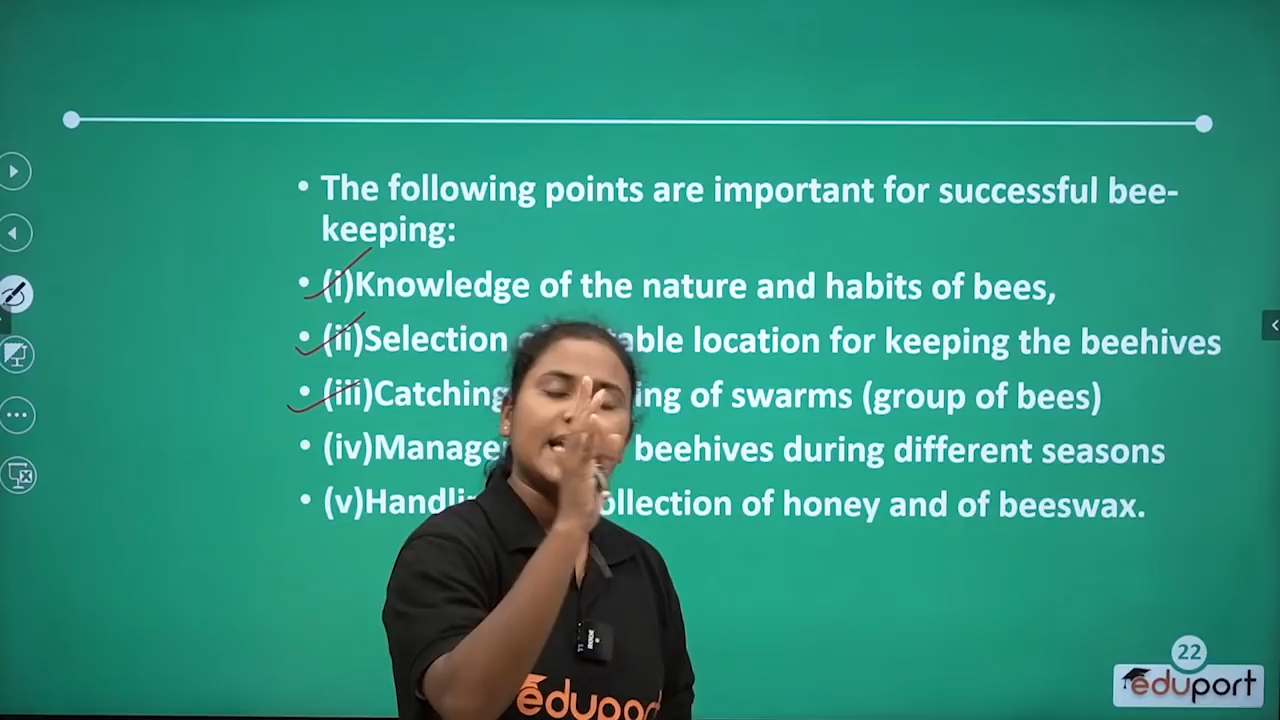 • The following points are important for successful bee-
keeping:
• (i)Knowledge of the nature and habits of bees,
• (ii)Selection able location for keeping the beehives
• (iii)Catching ing of swarms (group of bees)
• (iv)Manage beehives during different seasons
• (v)Handli ollection of honey and of beeswax.
RODE
eduport
22
eduport